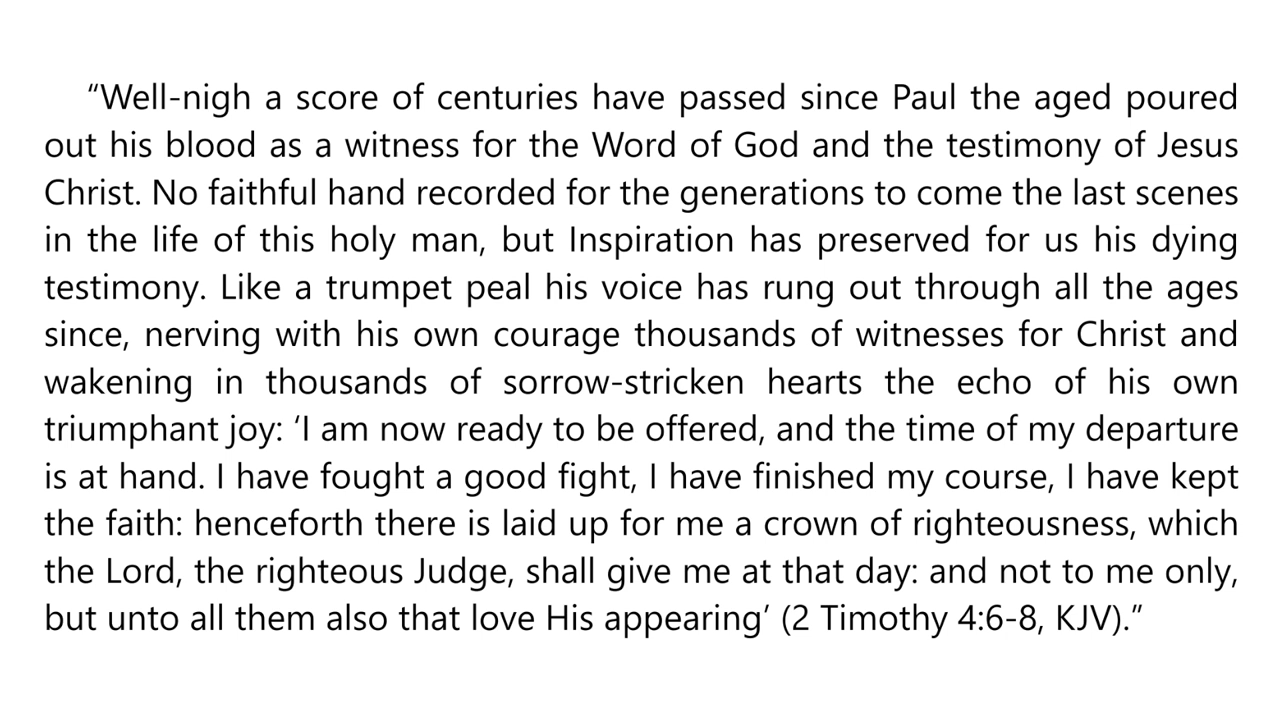 “Well-nigh a score of centuries have passed since Paul the aged poured
out his blood as a witness for the Word of God and the testimony of Jesus
Christ. No faithful hand recorded for the generations to come the last scenes
in the life of this holy man, but Inspiration has preserved for us his dying
testimony. Like a trumpet peal his voice has rung out through all the ages
since, nerving with his own courage thousands of witnesses for Christ and
wakening in thousands of sorrow-stricken hearts the echo of his own
triumphant joy: ‘I am now ready to be offered, and the time of my departure
is at hand. I have fought a good fight, I have finished my course, I have kept
the faith: henceforth there is laid up for me a crown of righteousness, which
the Lord, the righteous Judge, shall give me at that day: and not to me only,
but unto all them also that love His appearing’ (2 Timothy 4:6-8, KJV).”